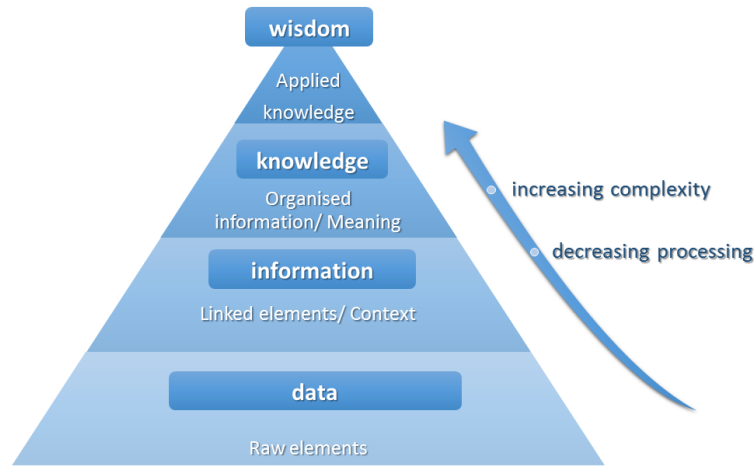 wisdom
Applied
knowledge
knowledge
Organised
information/ Meaning
information
Linked elements/ Context
data
Raw elements
increasing complexity
decreasing processing